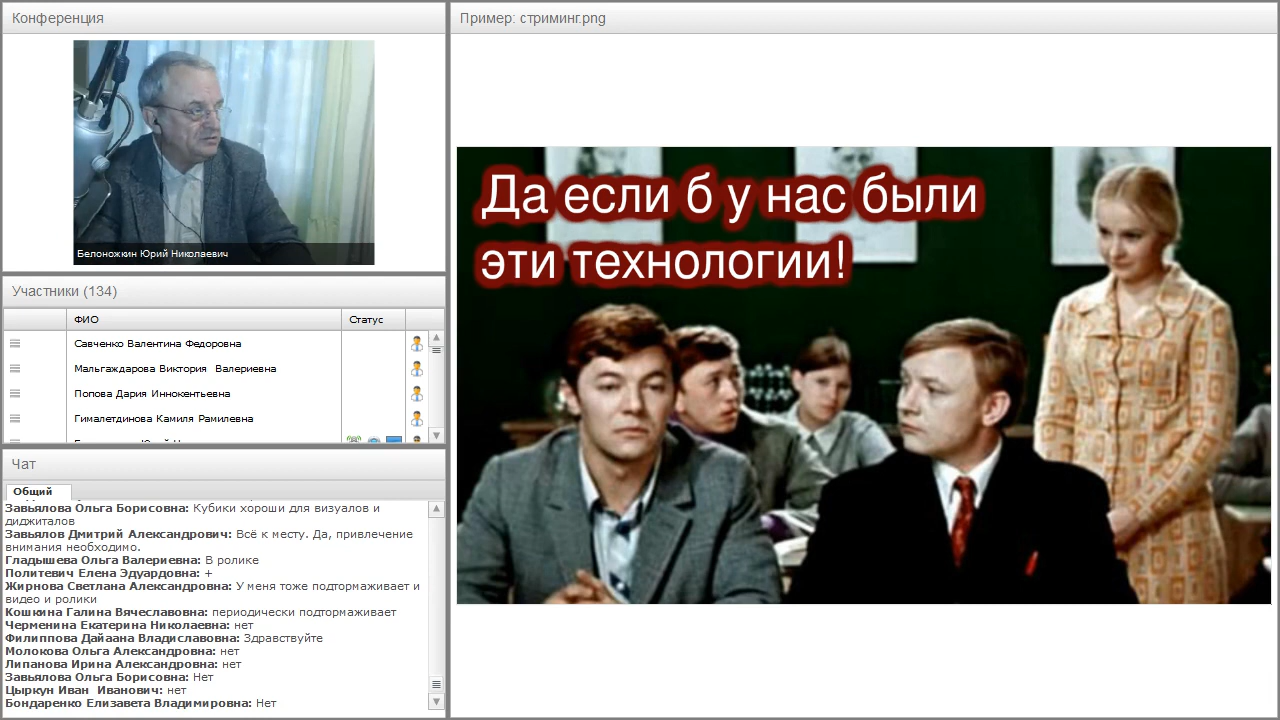 Конференция
Белоножкин Юрий Николаевич
Участники (134)
ФИО
Статус
Савченко Валентина Федоровна
Мальгаждарова Виктория Валериевна
Попова Дария Иннокентьевна
Гималетдинова Камиля Рамилевна
Чат
Общий
Завьялова Ольга Борисовна: Кубики хороши для визуалов и
диджиталов
Завьялов Дмитрий Александрович: Всё к месту. Да, привлечение
внимания необходимо.
Гладышева Ольга Валериевна: В ролике
Политевич Елена Эдуардовна: +
Жирнова Светлана Александровна: У меня тоже подтормаживает и
видео и ролики
Кошкина Галина Вячеславовна: периодически подтормаживает
Черменина Екатерина Николаевна: нет
Филиппова Дайаана Владиславовна: Здравствуйте
Молокова Ольга Александровна: нет
Липанова Ирина Александровна: нет
Завьялова Ольга Борисовна: Нет
Цыркун Иван Иванович: нет
Бондаренко Елизавета Владимировна: Нет
Пример: стриминг.png
Да если б у нас были
эти технологии!